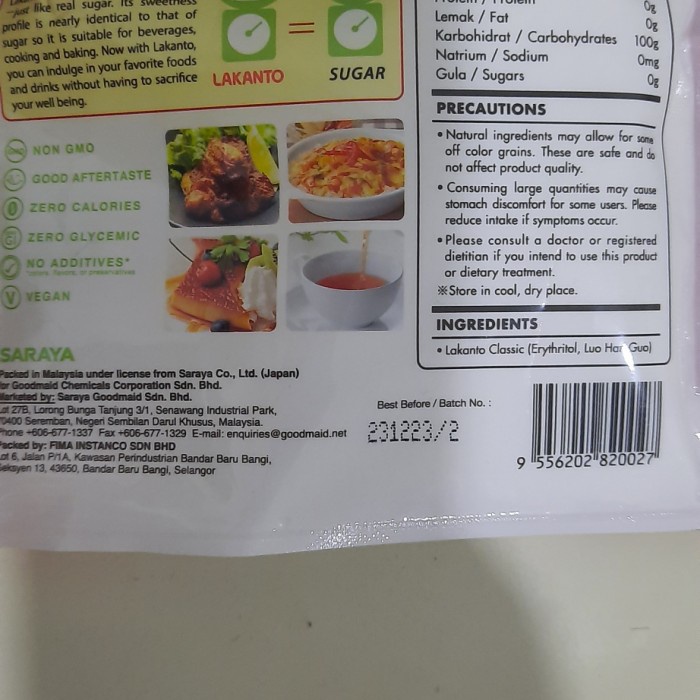 just like real sugar. Its sweetness
profile is nearly identical to that of
sugar so it is suitable for beverages,
cooking and baking. Now with Lakanto,
you can indulge in your favorite foods
and drinks without having to sacrifice
your well being.
=
LAKANTO
SUGAR
NON GMO
GOOD AFTERTASTE
ZERO CALORIES
ZERO GLYCEMIC
NO ADDITIVES*
VEGAN
SARAYA
Packed in Malaysia under license from Saraya Co., Ltd. (Japan)
for Goodmaid Chemicals Corporation Sdn. Bhd.
Marketed by: Saraya Goodmaid Sdn. Bhd.
Lot 27B, Lorong Bunga Tanjung 3/1, Senawang Industrial Park,
70400 Seremban, Negeri Sembilan Darul Khusus, Malaysia.
Phone +606-677-1337 Fax +606-677-1329 E-mail: enquiries@goodmaid.net
Packed by: FIMA INSTANCO SDN BHD
Lot 6, Jalan P/1A, Kawasan Perindustrian Bandar Baru Bangi,
Seksyen 13, 43650, Bandar Baru Bangi, Selangor
0g
Lemak / Fat 0g
Karbohidrat / Carbohydrates 100g
Natrium / Sodium 0mg
Gula / Sugars 0g
PRECAUTIONS
• Natural ingredients may allow for some
off color grains. These are safe and do
not affect product quality.
• Consuming large quantities may cause
stomach discomfort for some users. Please
reduce intake if symptoms occur.
• Please consult a doctor or registered
dietitian if you intend to use this product
or dietary treatment.
※Store in cool, dry place.
INGREDIENTS
• Lakanto Classic (Erythritol, Luo Han Guo)
Best Before / Batch No. :
231223/2
9 556202 820027